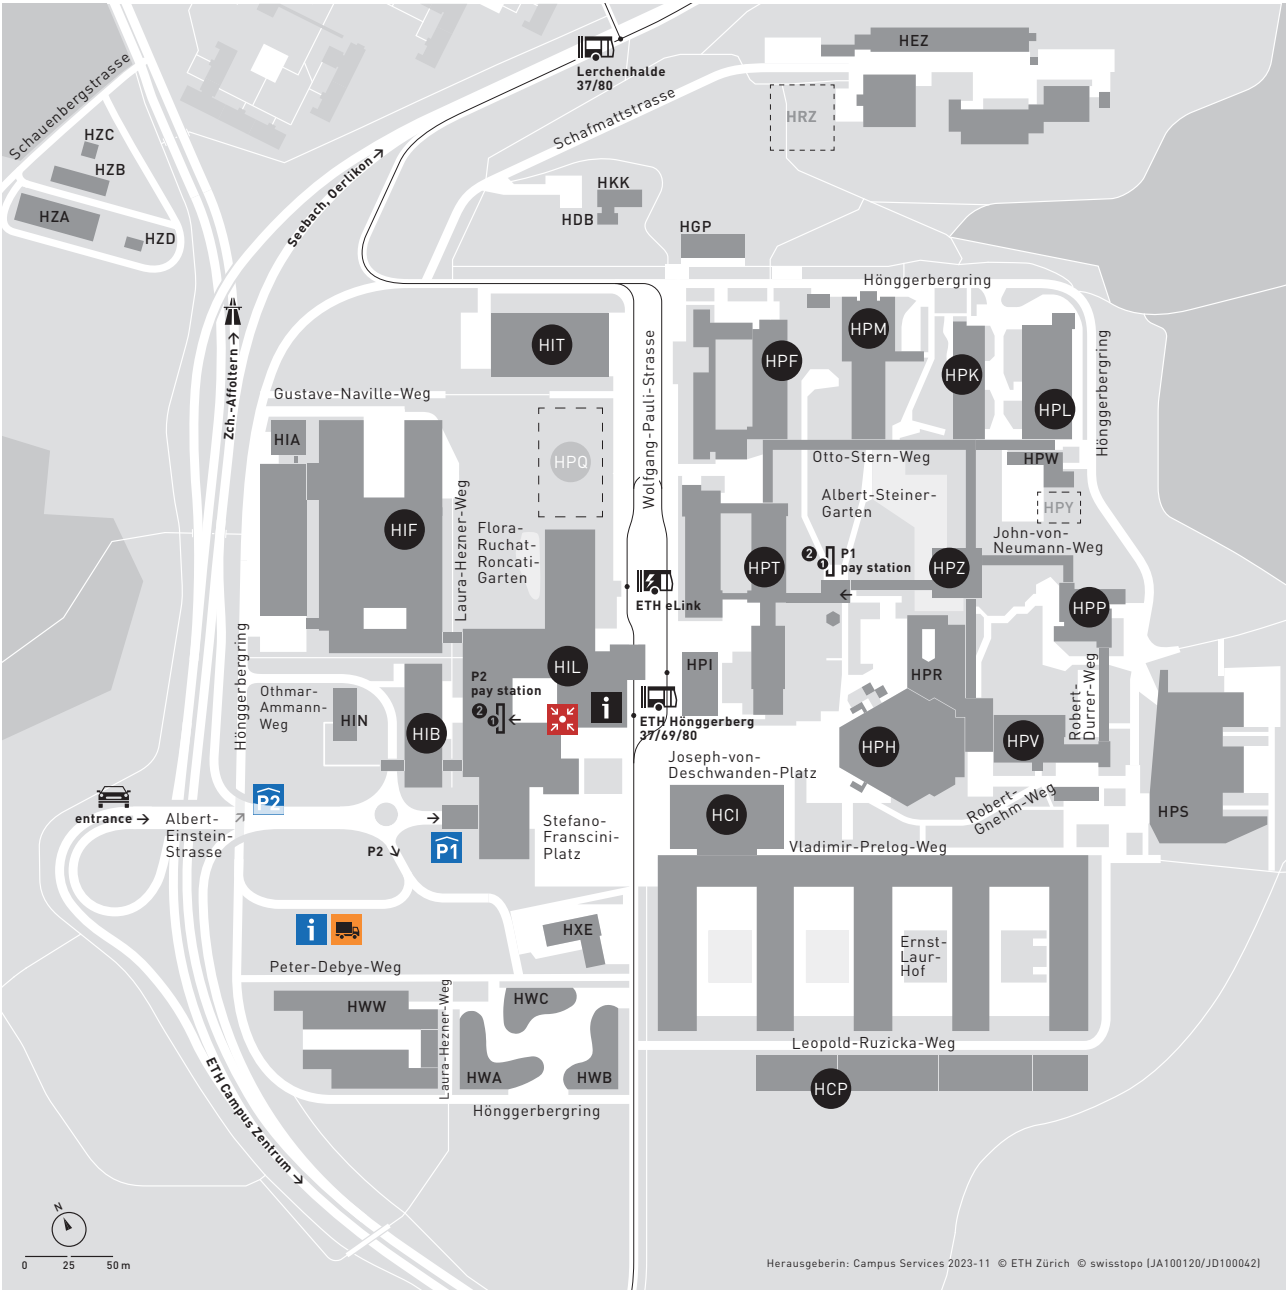 HEZ
Lerchenhalde
37/80
Schauenbergstrasse
Schafmattstrasse
HRZ
HZC
HZB
HZA
HZD
Seebach, Oerlikon →
HKK
HDB
HGP
Hönggerbergring
HIT
HPF
HPM
HPK
HPL
Hönggerbergring
Zch.-Affoltern →
Wolfgang-Pauli-Strasse
Gustave-Naville-Weg
HIA
HPQ
Otto-Stern-Weg
HPW
HIF
Laura-Hezner-Weg
Flora-
Ruchat-
Roncati-
Garten
Albert-Steiner-
Garten
HPY
John-von-
Neumann-Weg
HPT
2
1
P1
pay station
HPZ
ETH eLink
HPP
Hönggerbergring
HIL
HPI
HPR
Robert-
Durrer-Weg
P2
pay station
2
1
i
Othmar-
Ammann-
Weg
HIN
HIB
ETH Hönggerberg
37/69/80
HPH
HPV
Joseph-von-
Deschwanden-Platz
P2
entrance →
Albert-
Einstein-
Strasse
P2
P1
Stefano-
Franscini-
Platz
HCI
Robert-
Gnehm-Weg
HPS
Vladimir-Prelog-Weg
i
HXE
Ernst-
Laur-
Hof
Peter-Debye-Weg
HWW
Laura-Hezner-Weg
HWC
HWA
HWB
Leopold-Ruzicka-Weg
HCP
Hönggerbergring
ETH Campus Zentrum →
N
0 25 50 m
Herausgeberin: Campus Services 2023-11 © ETH Zürich © swisstopo (JA100120/JD100042)